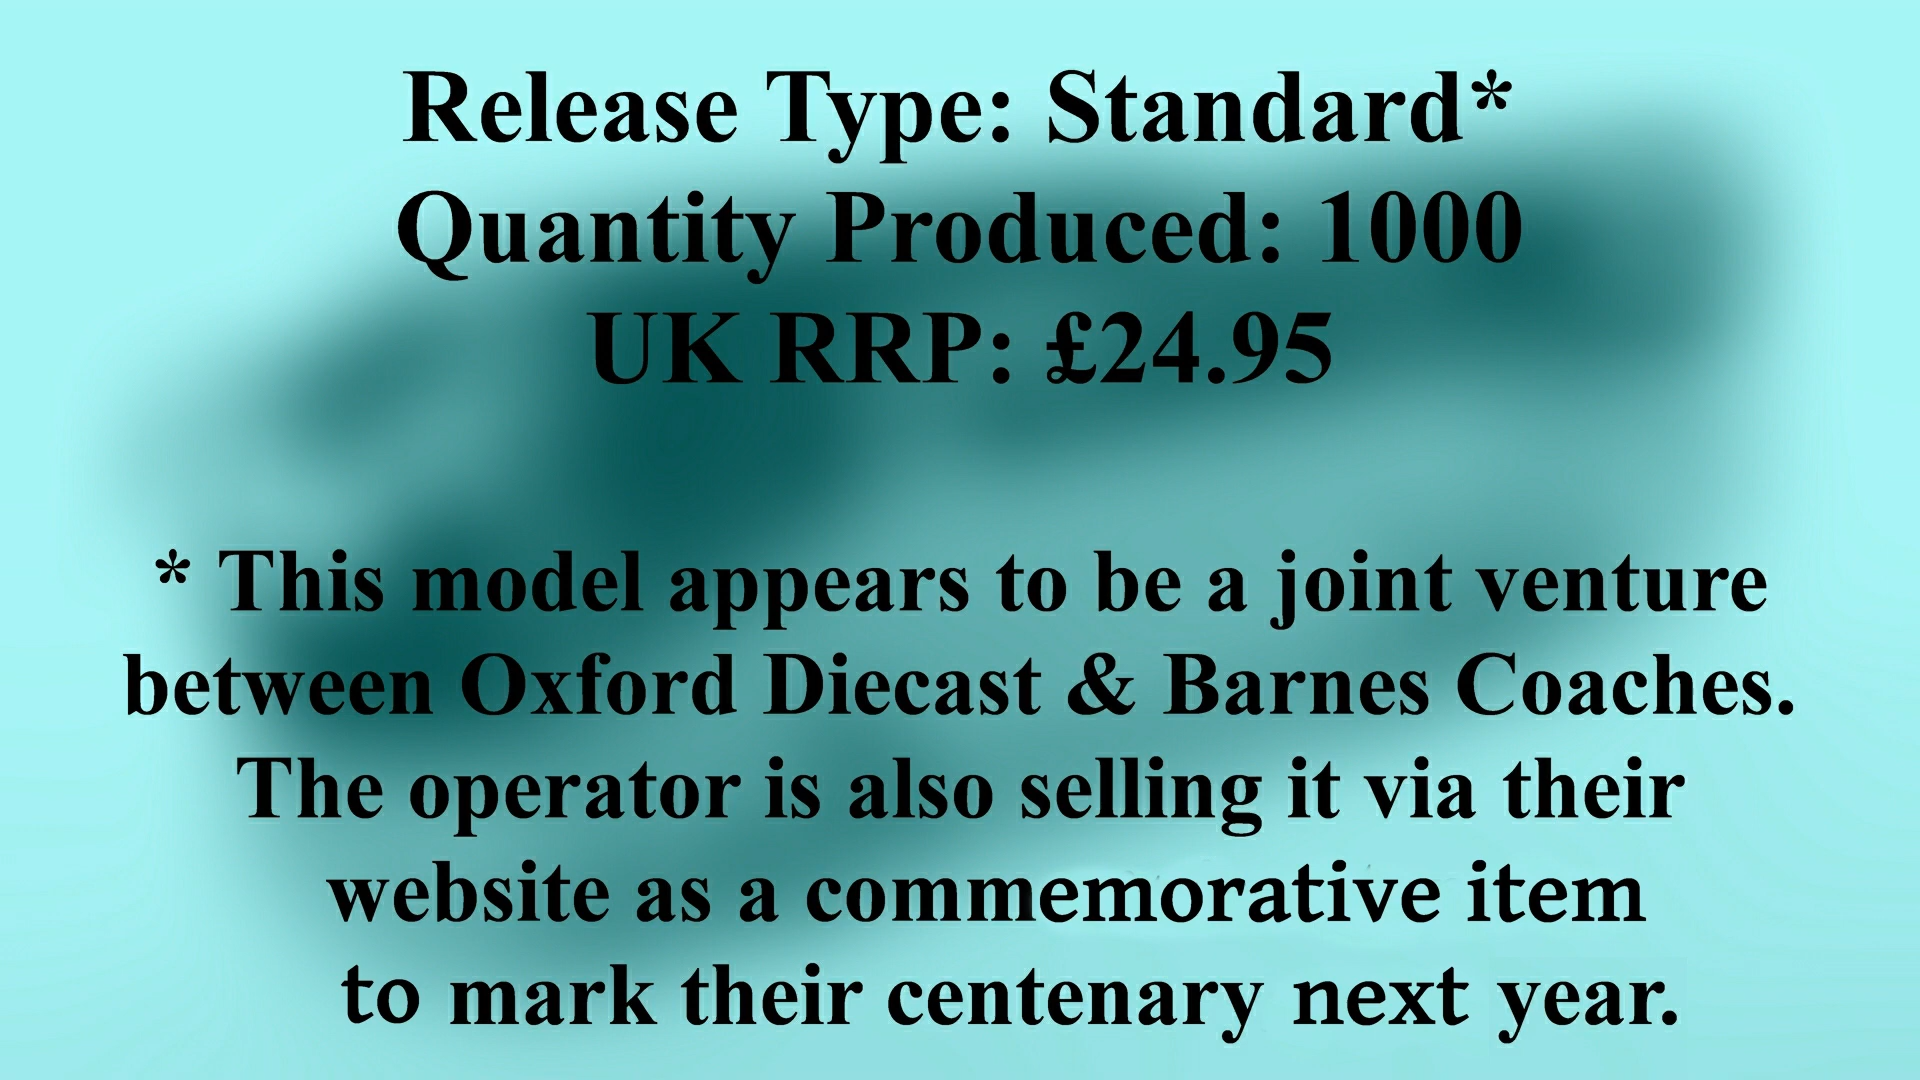 Release Type: Standard*
Quantity Produced: 1000
UK RRP: £24.95
* This model appears to be a joint venture
between Oxford Diecast & Barnes Coaches.
The operator is also selling it via their
website as a commemorative item
to mark their centenary next year.